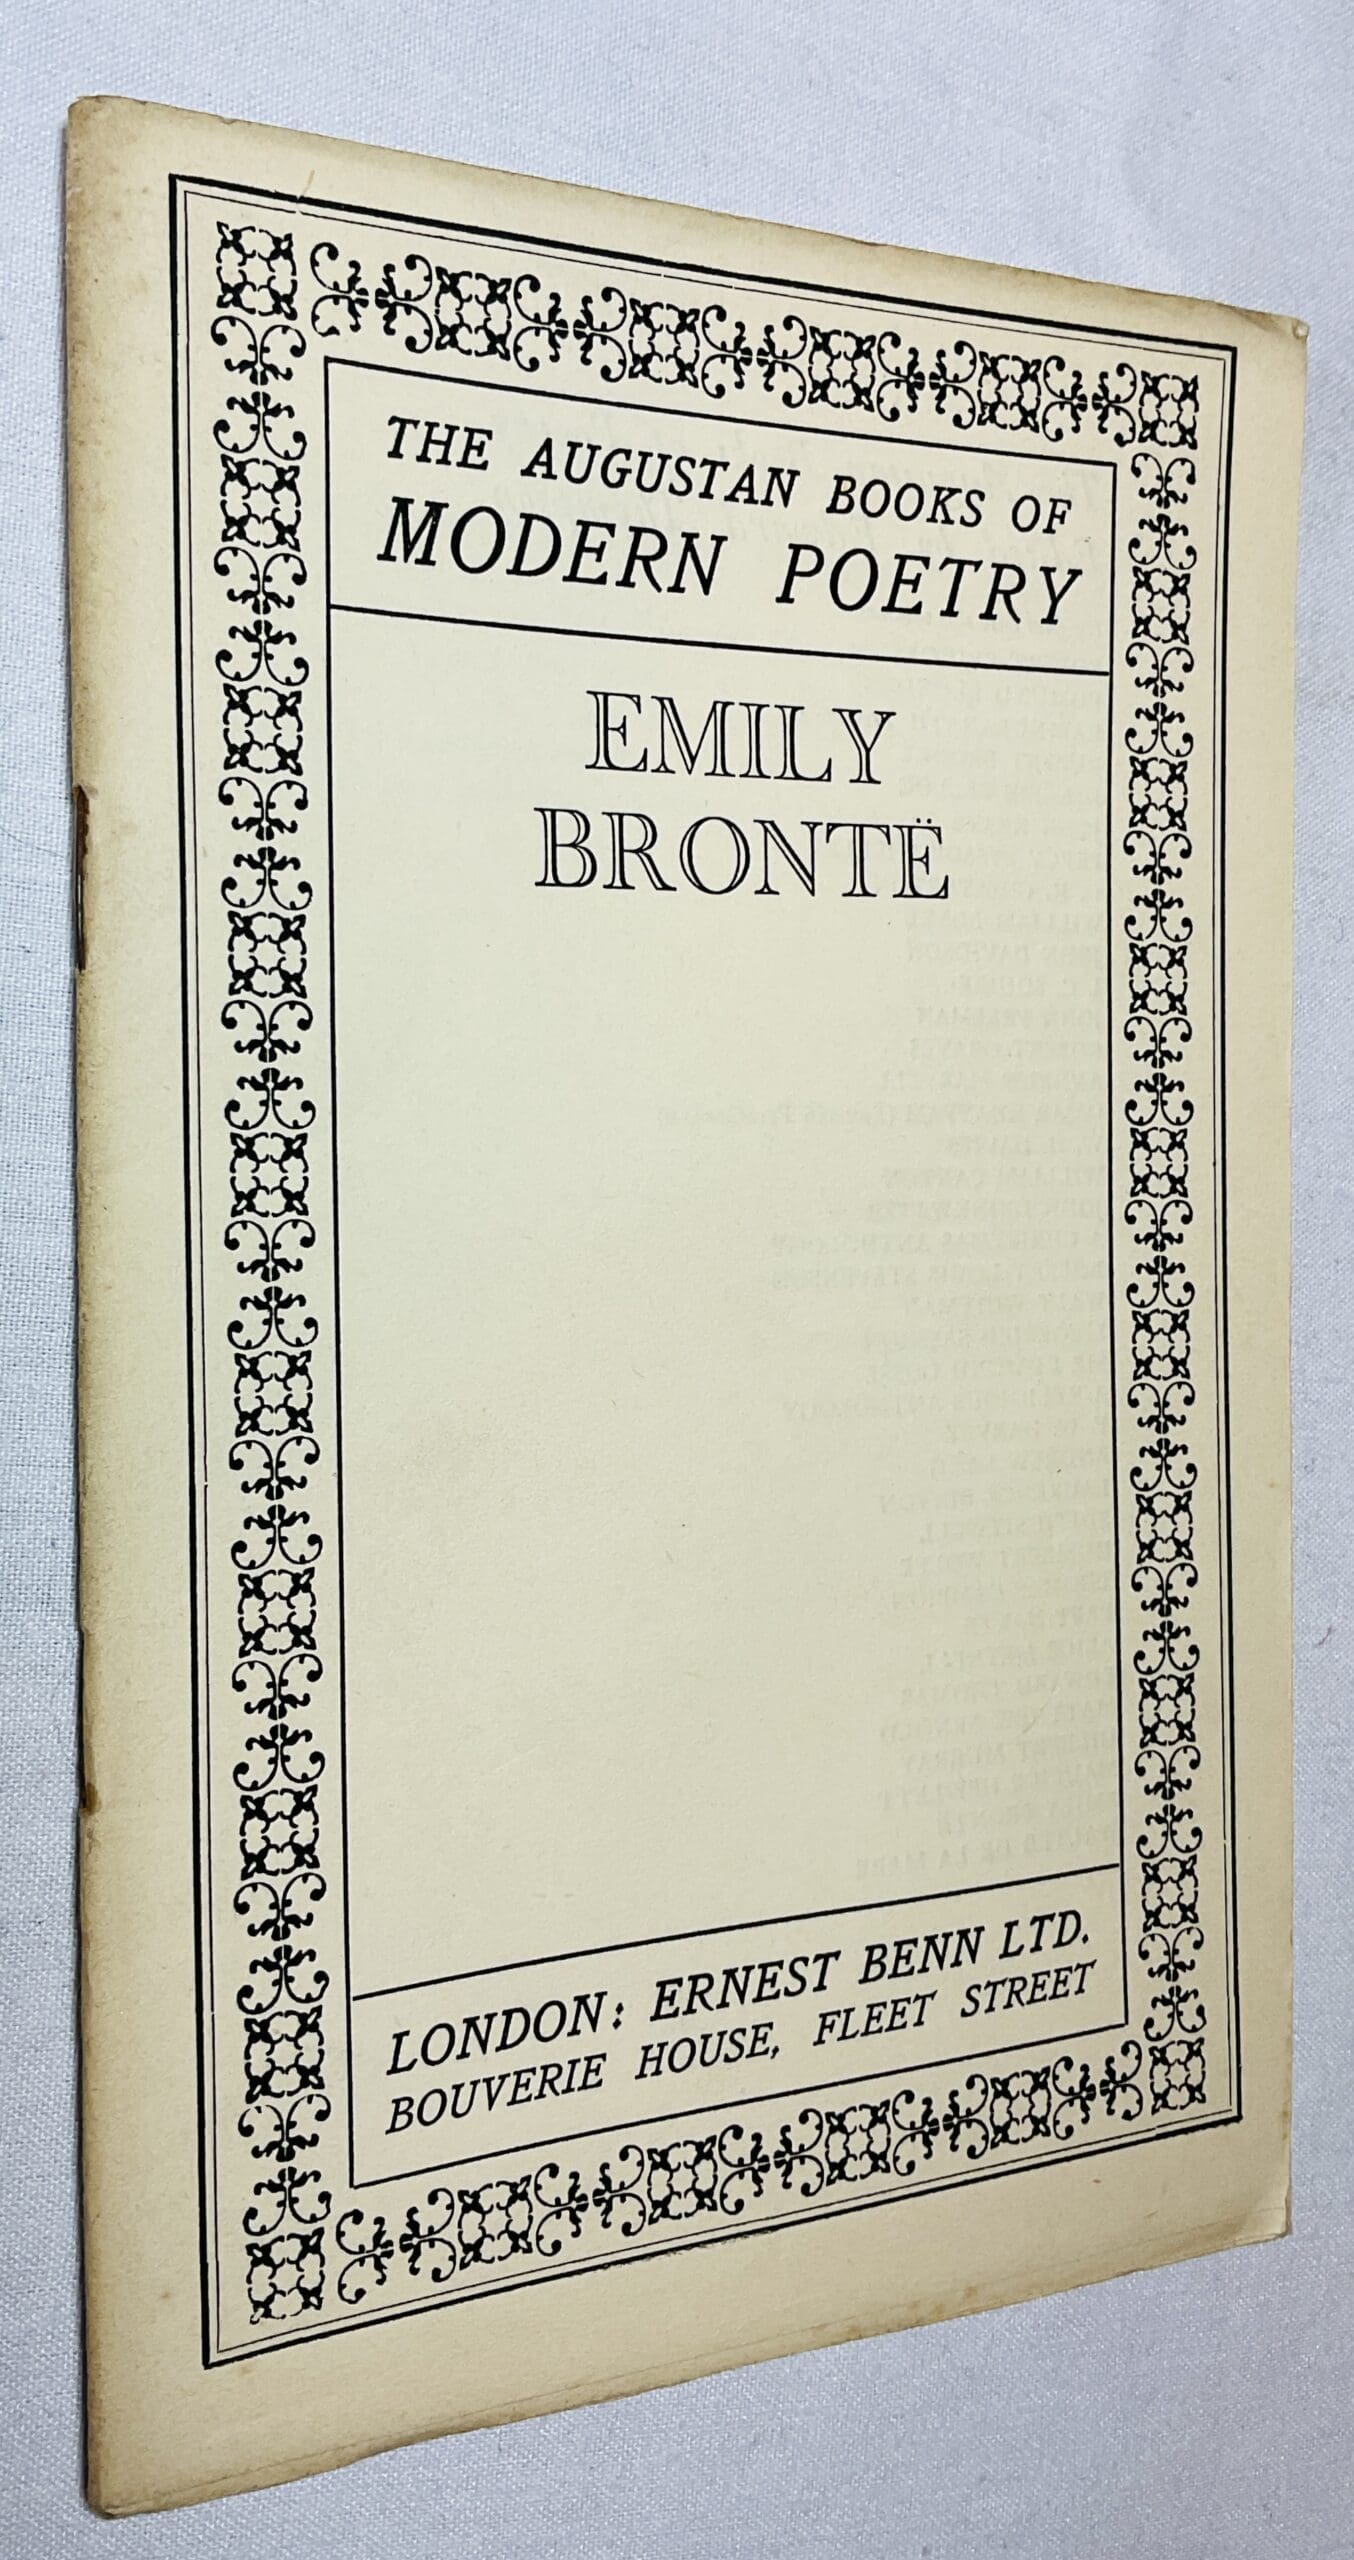 THE AUGUSTAN BOOKS OF
MODERN POETRY
EMILY
BRONTË
LONDON: ERNEST BENN LTD.
BOUVERIE HOUSE, FLEET STREET